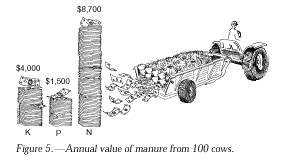 $8,700
$4,000
$1,500
K P N
Figure 5.—Annual value of manure from 100 cows.